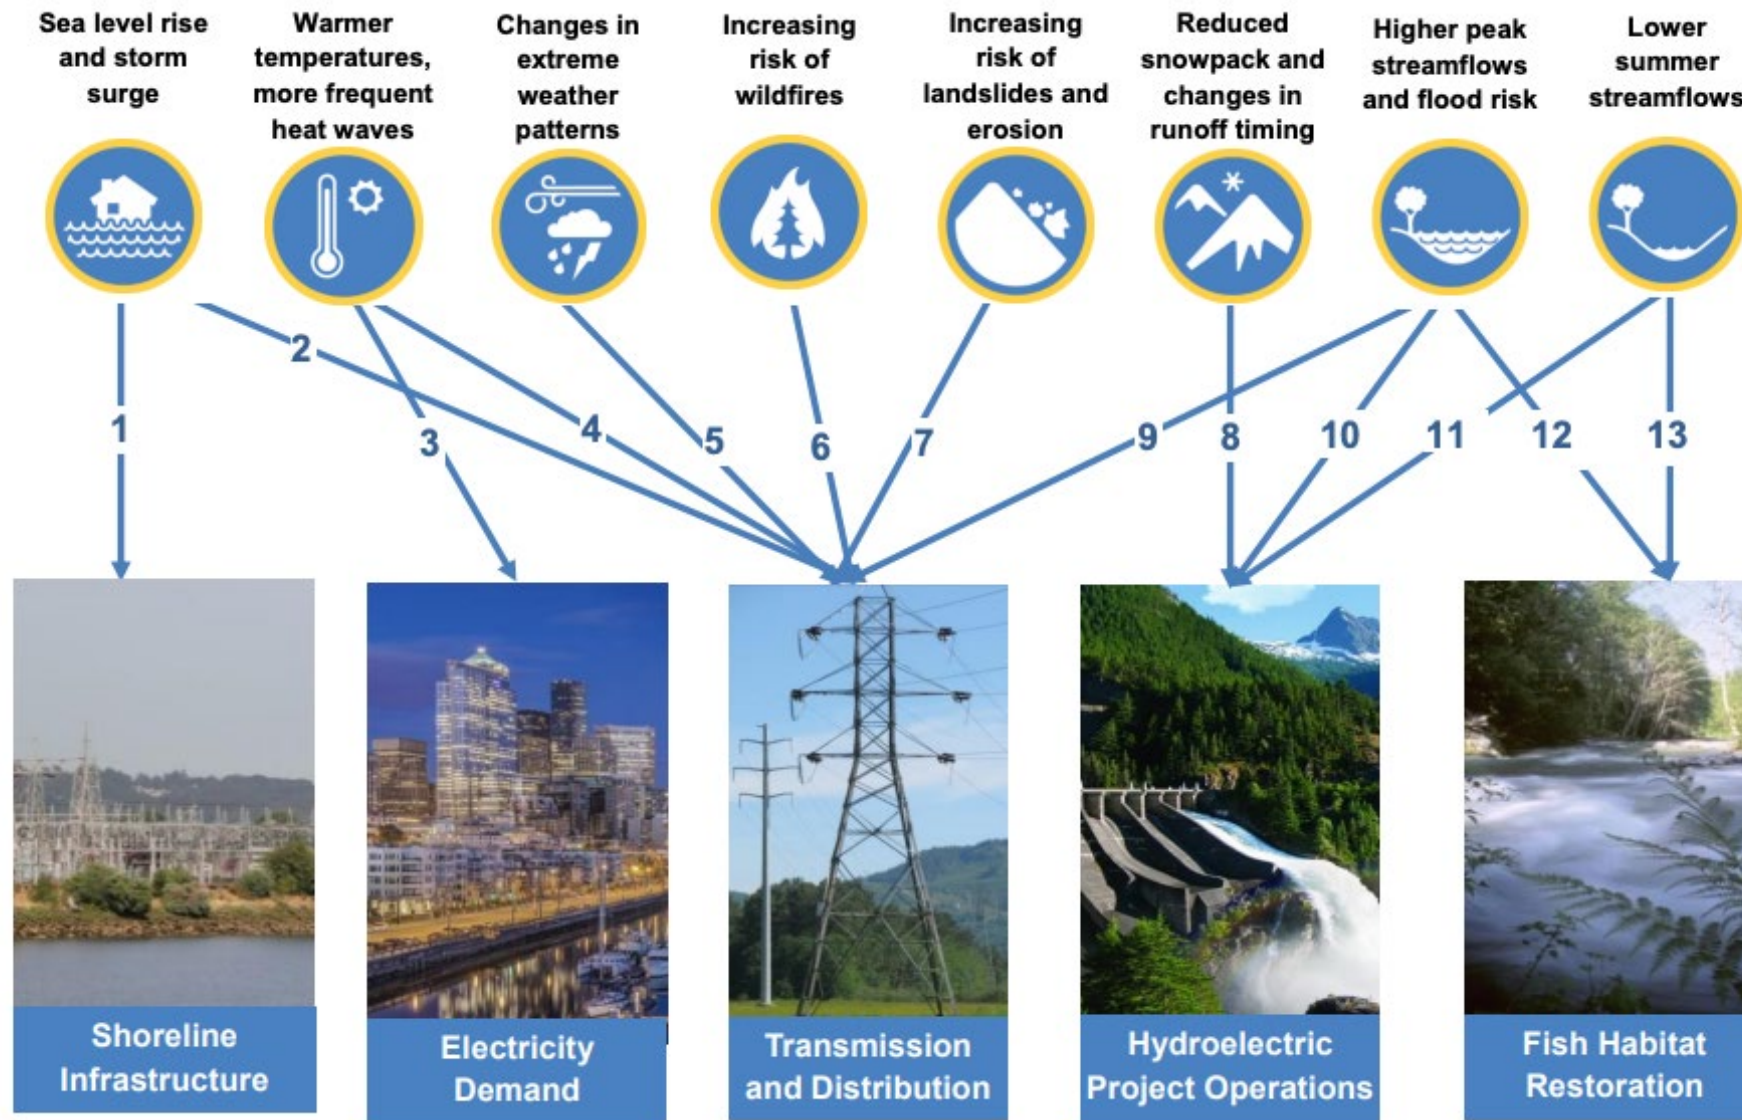 Sea level rise
and storm
surge
Warmer
temperatures,
more frequent
heat waves
Changes in
extreme
weather
patterns
Increasing
risk of
wildfires
Increasing
risk of
landslides and
erosion
Reduced
snowpack and
changes in
runoff timing
Higher peak
streamflows
and flood risk
Lower
summer
streamflows
1
2
3
4
5
6
7
9
8
10
11
12
13
Shoreline
Infrastructure
Electricity
Demand
Transmission
and Distribution
Hydroelectric
Project Operations
Fish Habitat
Restoration